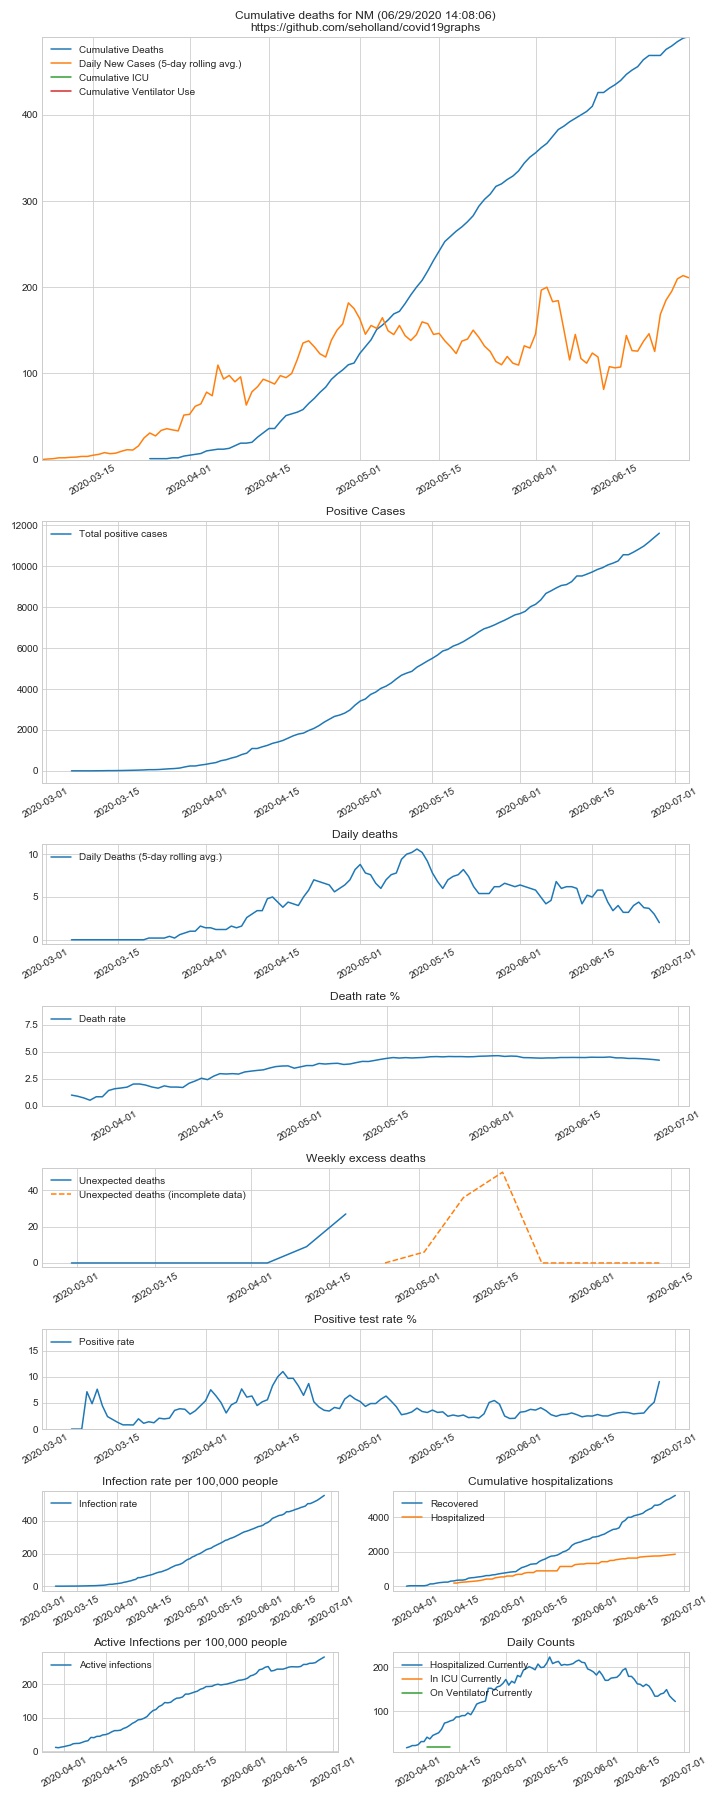 Cumulative deaths for NM (06/29/2020 14:08:06)
https://github.com/seholland/covid19graphs
Cumulative Deaths
Daily New Cases (5-day rolling avg.)
Cumulative ICU
Cumulative Ventilator Use
400
300
200
100
0
2020-03-15 2020-04-01 2020-04-15 2020-05-01 2020-05-15 2020-06-01 2020-06-15
Positive Cases
Total positive cases
12000
10000
8000
6000
4000
2000
0
2020-03-01 2020-03-15 2020-04-01 2020-04-15 2020-05-01 2020-05-15 2020-06-01 2020-06-15 2020-07-01
Daily deaths
Daily Deaths (5-day rolling avg.)
10
5
0
2020-03-01 2020-03-15 2020-04-01 2020-04-15 2020-05-01 2020-05-15 2020-06-01 2020-06-15 2020-07-01
Death rate %
Death rate
7.5
5.0
2.5
0.0
2020-04-01 2020-04-15 2020-05-01 2020-05-15 2020-06-01 2020-06-15 2020-07-01
Weekly excess deaths
Unexpected deaths
Unexpected deaths (incomplete data)
40
20
0
2020-03-01 2020-03-15 2020-04-01 2020-04-15 2020-05-01 2020-05-15 2020-06-01 2020-06-15
Positive test rate %
Positive rate
15
10
5
0
2020-03-01 2020-03-15 2020-04-01 2020-04-15 2020-05-01 2020-05-15 2020-06-01 2020-06-15 2020-07-01
Infection rate per 100,000 people
Infection rate
400
200
0
2020-03-01 2020-03-15 2020-04-01 2020-04-15 2020-05-01 2020-05-15 2020-06-01 2020-06-15 2020-07-01
Cumulative hospitalizations
Recovered
Hospitalized
4000
2000
0
2020-04-01 2020-04-15 2020-05-01 2020-05-15 2020-06-01 2020-06-15 2020-07-01
Active Infections per 100,000 people
Active infections
200
100
0
2020-04-01 2020-04-15 2020-05-01 2020-05-15 2020-06-01 2020-06-15 2020-07-01
Daily Counts
Hospitalized Currently
In ICU Currently
On Ventilator Currently
200
100
2020-04-01 2020-04-15 2020-05-01 2020-05-15 2020-06-01 2020-06-15 2020-07-01